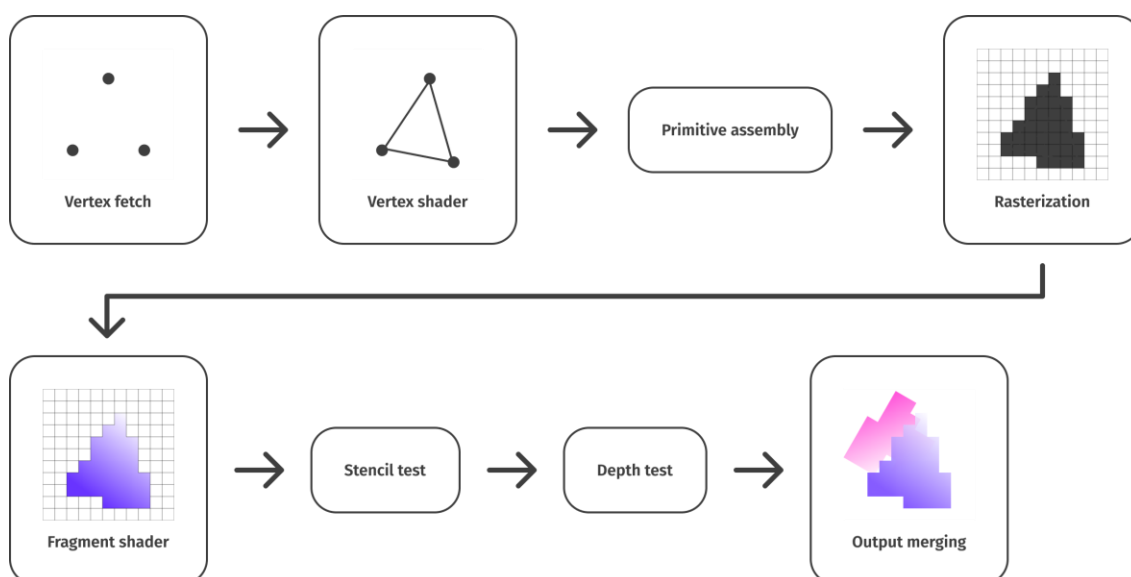 Vertex fetch
Vertex shader
Primitive assembly
Rasterization
Fragment shader
Stencil test
Depth test
Output merging